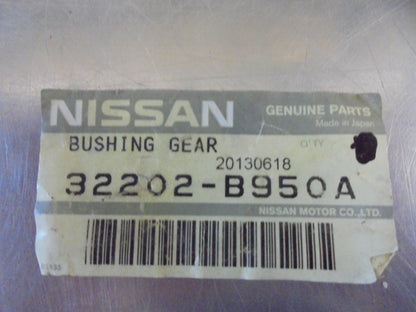 NISSAN
GENUINE PARTS
Made in Japan
BUSHING GEAR
Q'TY
20130618
32202-B950A
NISSAN MOTOR CO.,LTD.